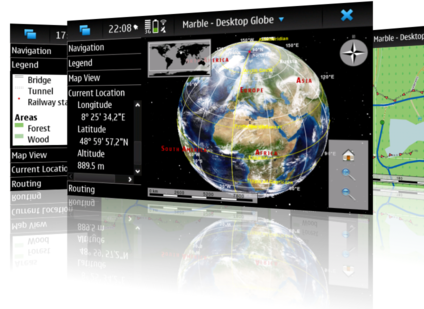 17
Navigation
Legend
Bridge
Tunnel
Railway sta
Areas
Forest
Wood
Map View
Current Locatio
Routing
22:08
Marble - Desktop Globe
Navigation
Legend
Map View
Current Location
Longitude
8° 25' 34.2"E
Latitude
48° 59' 57.2"N
Altitude
889.5 m
Routing
ASIA
EUROPE
AFRICA
Marble - Deskto